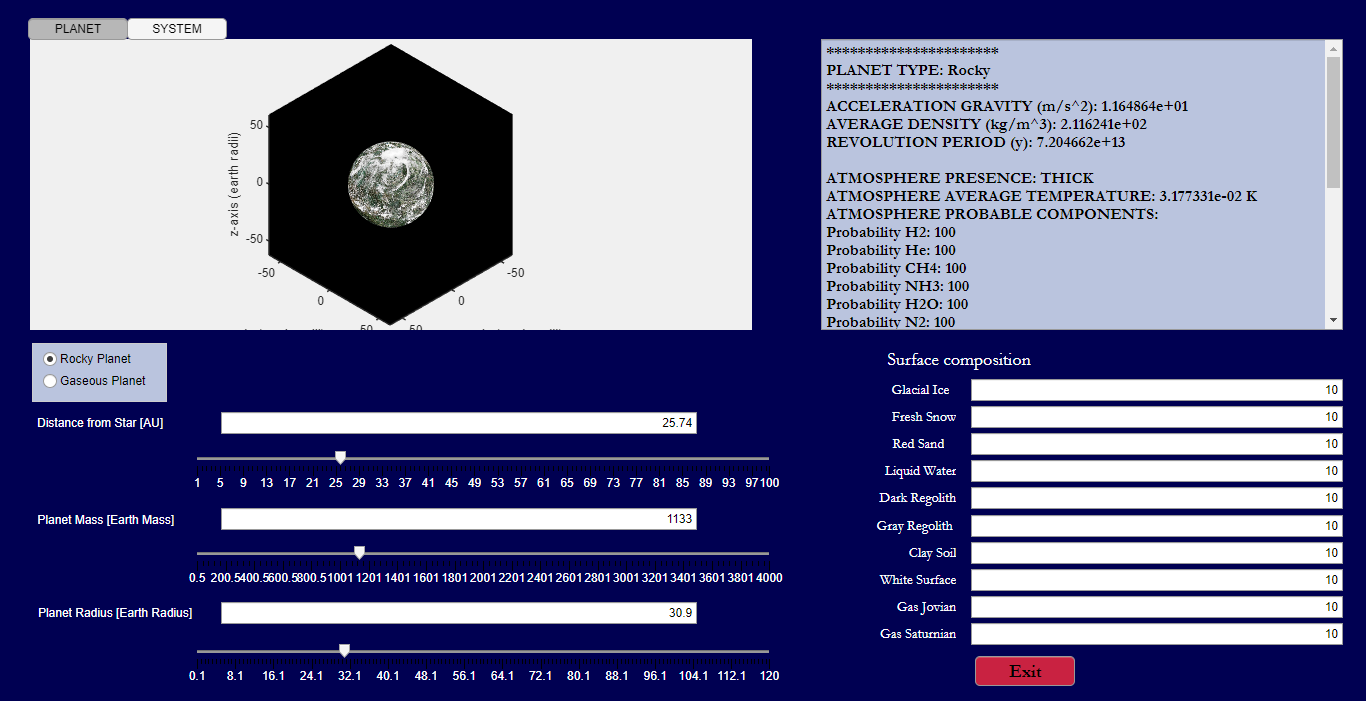 PLANET SYSTEM
50
z-axis (earth radii)
0
-50
-50 -50
0 0
50 50
**********************
PLANET TYPE: Rocky
**********************
ACCELERATION GRAVITY (m/s^2): 1.164864e+01
AVERAGE DENSITY (kg/m^3): 2.116241e+02
REVOLUTION PERIOD (y): 7.204662e+13
ATMOSPHERE PRESENCE: THICK
ATMOSPHERE AVERAGE TEMPERATURE: 3.177331e-02 K
ATMOSPHERE PROBABLE COMPONENTS:
Probability H2: 100
Probability He: 100
Probability CH4: 100
Probability NH3: 100
Probability H2O: 100
Probability N2: 100
Rocky Planet
Gaseous Planet
Distance from Star [AU] 25.74
1 5 9 13 17 21 25 29 33 37 41 45 49 53 57 61 65 69 73 77 81 85 89 93 97 100
Planet Mass [Earth Mass] 1133
0.5 200.5 400.5 600.5 800.5 1001 1201 1401 1601 1801 2001 2201 2401 2601 2801 3001 3201 3401 3601 3801 4000
Planet Radius [Earth Radius] 30.9
0.1 8.1 16.1 24.1 32.1 40.1 48.1 56.1 64.1 72.1 80.1 88.1 96.1 104.1 112.1 120
Surface composition
Glacial Ice 10
Fresh Snow 10
Red Sand 10
Liquid Water 10
Dark Regolith 10
Gray Regolith 10
Clay Soil 10
White Surface 10
Gas Jovian 10
Gas Saturnian 10
Exit